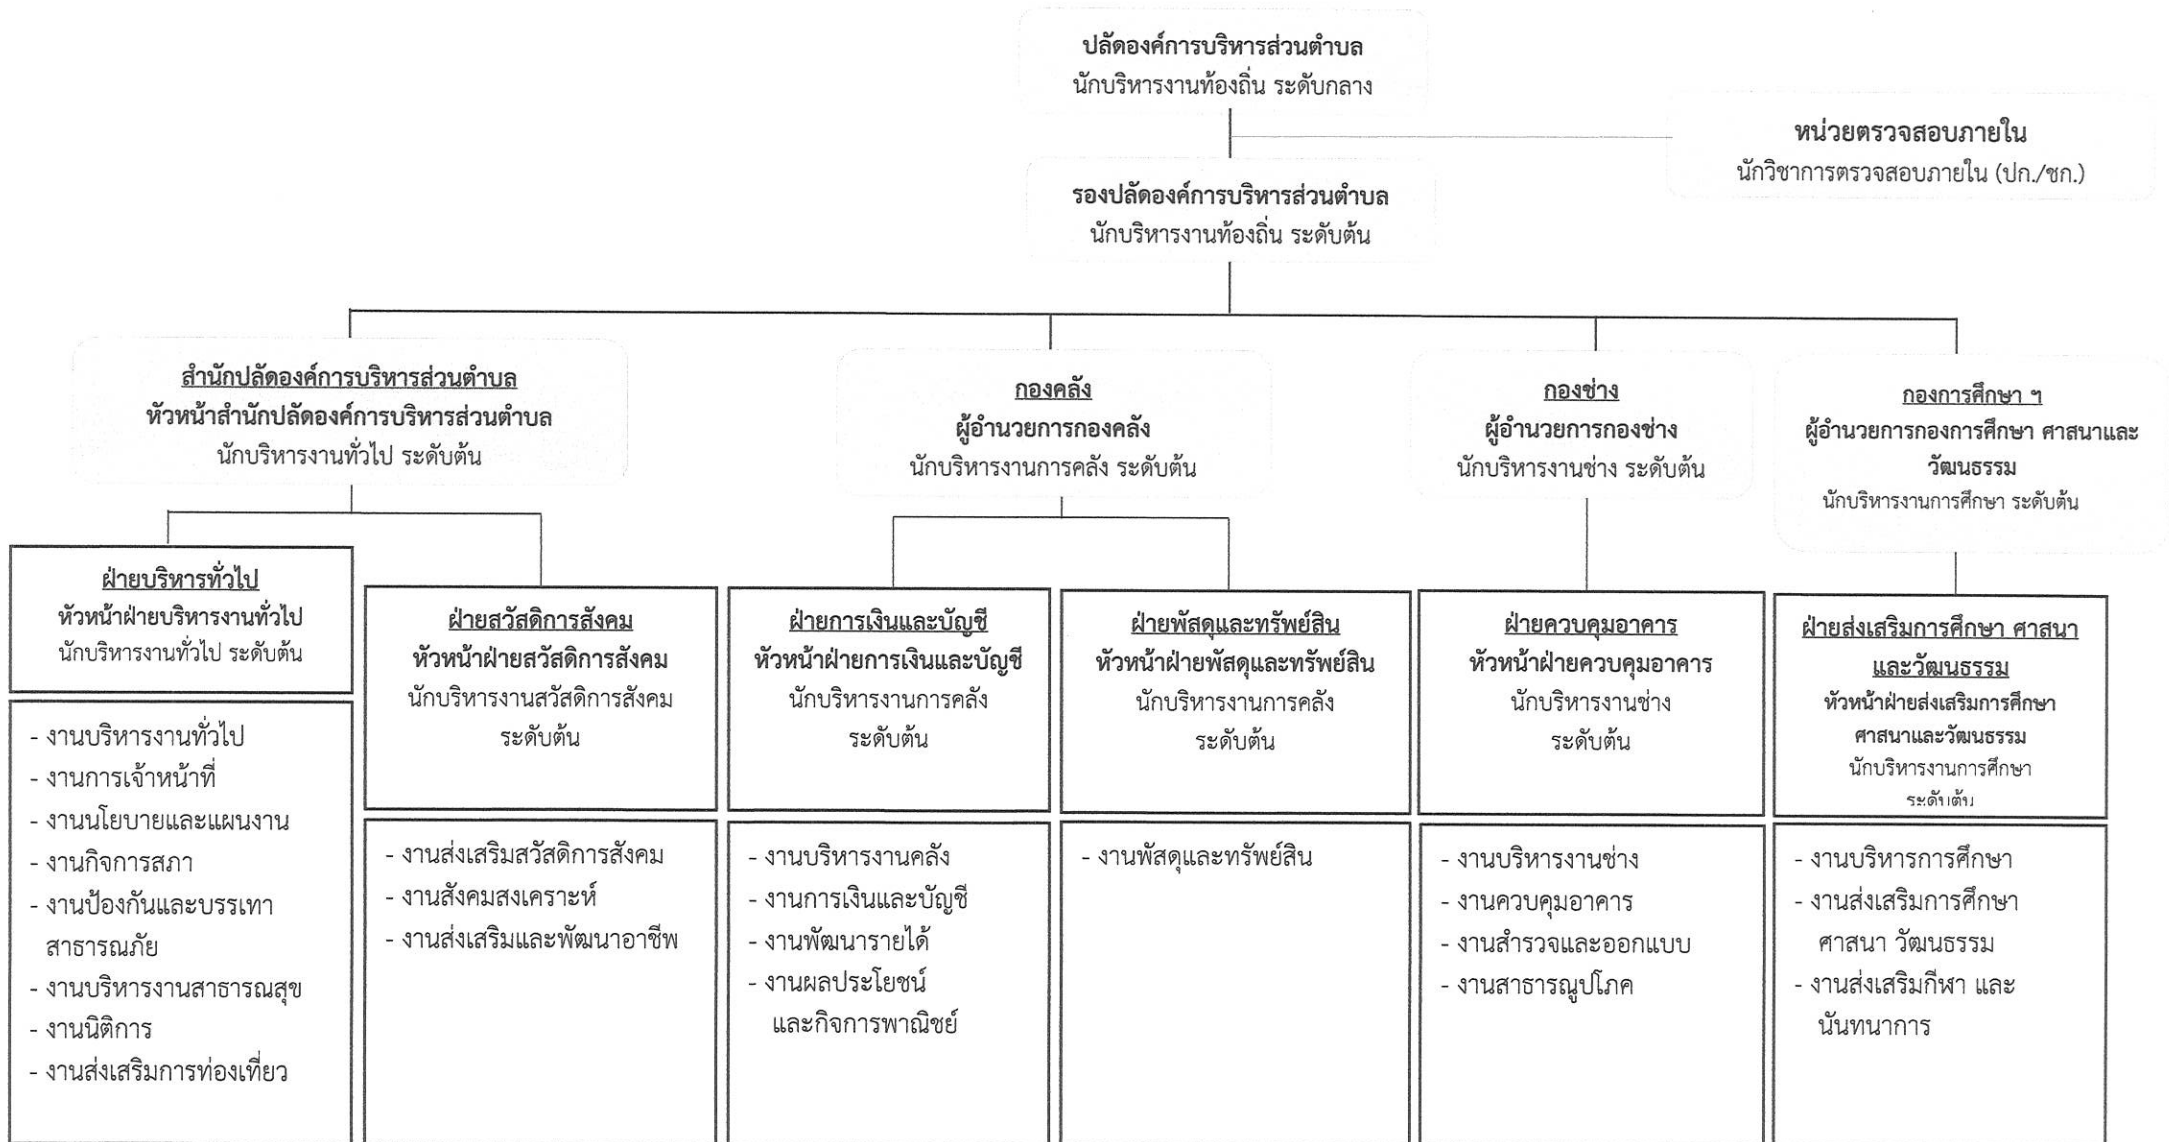 ปลัดองค์การบริหารส่วนตำบล
นักบริหารงานท้องถิ่น ระดับกลาง
หน่วยตรวจสอบภายใน
นักวิชาการตรวจสอบภายใน (ปก./ชก.)
รองปลัดองค์การบริหารส่วนตำบล
นักบริหารงานท้องถิ่น ระดับต้น
สำนักปลัดองค์การบริหารส่วนตำบล
หัวหน้าสำนักปลัดองค์การบริหารส่วนตำบล
นักบริหารงานทั่วไป ระดับต้น
กองคลัง
ผู้อำนวยการกองคลัง
นักบริหารงานการคลัง ระดับต้น
กองช่าง
ผู้อำนวยการกองช่าง
นักบริหารงานช่าง ระดับต้น
กองการศึกษา ฯ
ผู้อำนวยการกองการศึกษา ศาสนาและ
วัฒนธรรม
นักบริหารงานการศึกษา ระดับต้น
ฝ่ายบริหารทั่วไป
หัวหน้าฝ่ายบริหารงานทั่วไป
นักบริหารงานทั่วไป ระดับต้น
- งานบริหารงานทั่วไป
- งานการเจ้าหน้าที่
- งานนโยบายและแผนงาน
- งานกิจการสภา
- งานป้องกันและบรรเทา
สาธารณภัย
- งานบริหารงานสาธารณสุข
- งานนิติการ
- งานส่งเสริมการท่องเที่ยว
ฝ่ายสวัสดิการสังคม
หัวหน้าฝ่ายสวัสดิการสังคม
นักบริหารงานสวัสดิการสังคม
ระดับต้น
- งานส่งเสริมสวัสดิการสังคม
- งานสังคมสงเคราะห์
- งานส่งเสริมและพัฒนาอาชีพ
ฝ่ายการเงินและบัญชี
หัวหน้าฝ่ายการเงินและบัญชี
นักบริหารงานการคลัง
ระดับต้น
- งานบริหารงานคลัง
- งานการเงินและบัญชี
- งานพัฒนารายได้
- งานผลประโยชน์
และกิจการพาณิชย์
ฝ่ายพัสดุและทรัพย์สิน
หัวหน้าฝ่ายพัสดุและทรัพย์สิน
นักบริหารงานการคลัง
ระดับต้น
- งานพัสดุและทรัพย์สิน
ฝ่ายควบคุมอาคาร
หัวหน้าฝ่ายควบคุมอาคาร
นักบริหารงานช่าง
ระดับต้น
- งานบริหารงานช่าง
- งานควบคุมอาคาร
- งานสำรวจและออกแบบ
- งานสาธารณูปโภค
ฝ่ายส่งเสริมการศึกษา ศาสนา
และวัฒนธรรม
หัวหน้าฝ่ายส่งเสริมการศึกษา
ศาสนาและวัฒนธรรม
นักบริหารงานการศึกษา
ระดับต้น
- งานบริหารการศึกษา
- งานส่งเสริมการศึกษา
ศาสนา วัฒนธรรม
- งานส่งเสริมกีฬา และ
นันทนาการ